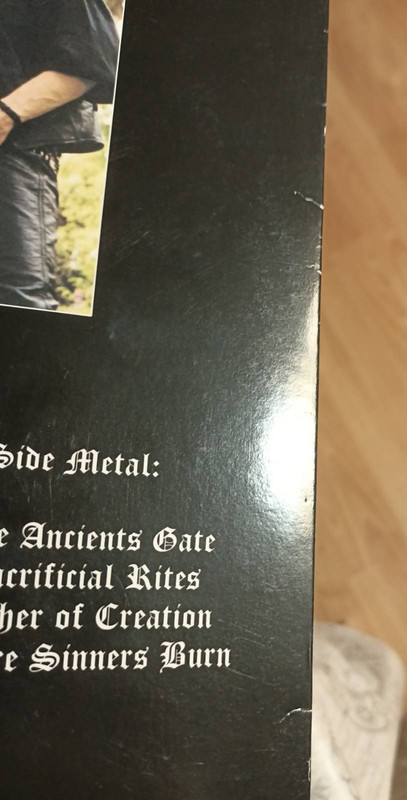 Side Metal:
e Ancients Gate
acrificial Rites
her of Creation
re Sinners Burn